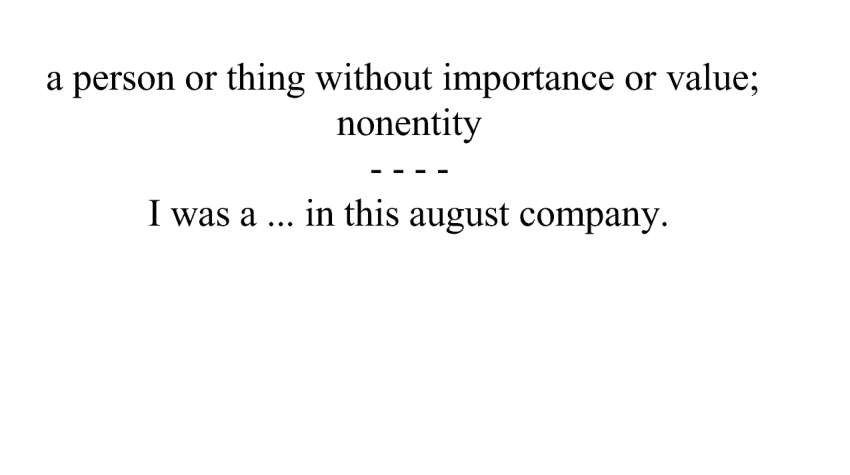 a person or thing without importance or value;
nonentity
- - - -
I was a ... in this august company.